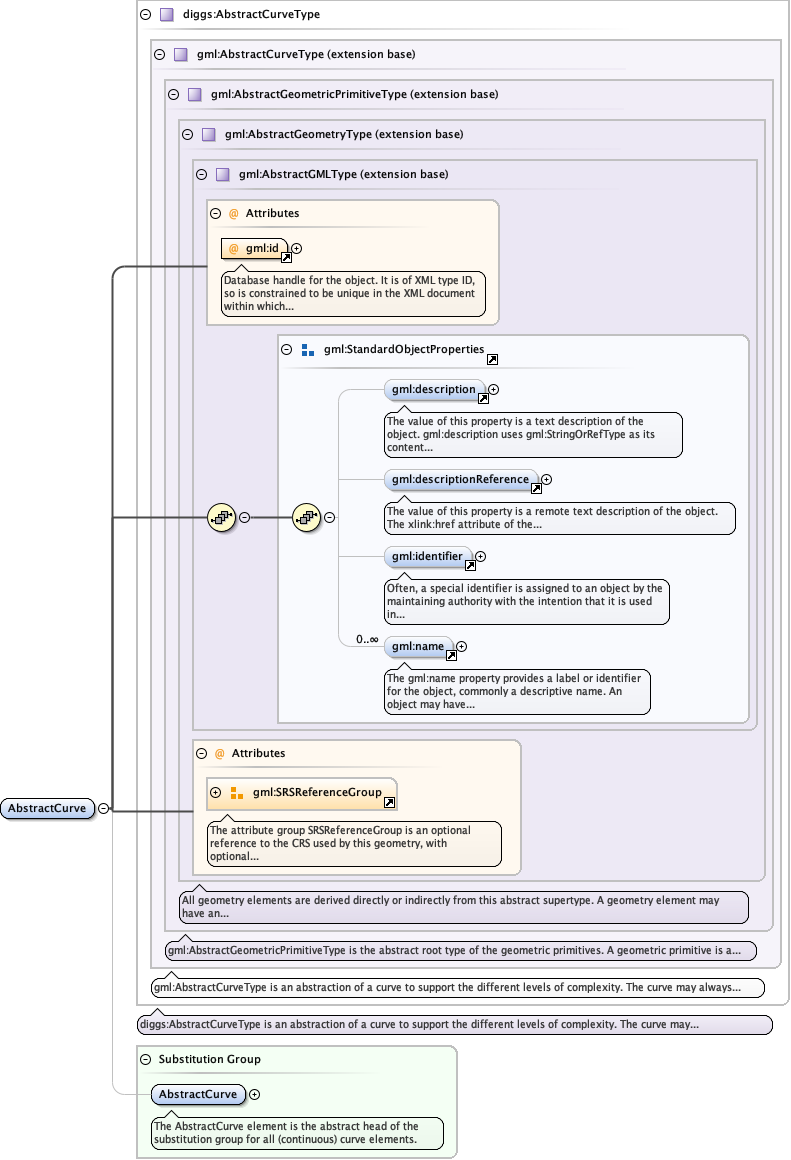 diggs:AbstractCurveType
gml:AbstractCurveType (extension base)
gml:AbstractGeometricPrimitiveType (extension base)
gml:AbstractGeometryType (extension base)
gml:AbstractGMLType (extension base)
@ Attributes
@ gml:id
Database handle for the object. It is of XML type ID,
so is constrained to be unique in the XML document
within which...
gml:StandardObjectProperties
gml:description
The value of this property is a text description of the
object. gml:description uses gml:StringOrRefType as its
content...
gml:descriptionReference
The value of this property is a remote text description of the object.
The xlink:href attribute of the...
gml:identifier
Often, a special identifier is assigned to an object by the
maintaining authority with the intention that it is used
in...
0..∞
gml:name
The gml:name property provides a label or identifier
for the object, commonly a descriptive name. An
object may have...
@ Attributes
gml:SRSReferenceGroup
The attribute group SRSReferenceGroup is an optional
reference to the CRS used by this geometry, with
optional...
AbstractCurve
All geometry elements are derived directly or indirectly from this abstract supertype. A geometry element may
have an...
gml:AbstractGeometricPrimitiveType is the abstract root type of the geometric primitives. A geometric primitive is a...
gml:AbstractCurveType is an abstraction of a curve to support the different levels of complexity. The curve may always...
diggs:AbstractCurveType is an abstraction of a curve to support the different levels of complexity. The curve may...
Substitution Group
AbstractCurve
The AbstractCurve element is the abstract head of the
substitution group for all (continuous) curve elements.